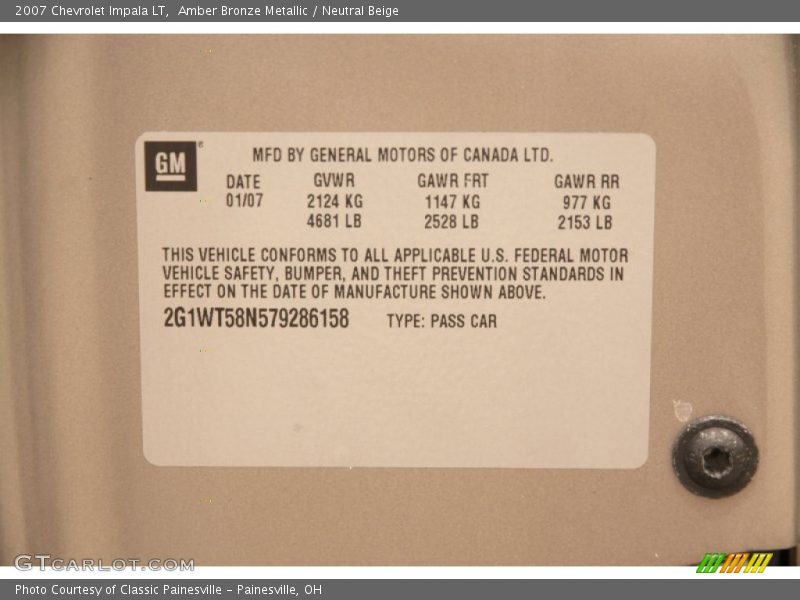 2007 Chevrolet Impala LT,  Amber Bronze Metallic / Neutral Beige
GM®
MFD BY GENERAL MOTORS OF CANADA LTD.
DATE GVWR GAWR FRT GAWR RR
01/07 2124 KG 1147 KG 977 KG
4681 LB 2528 LB 2153 LB
THIS VEHICLE CONFORMS TO ALL APPLICABLE U.S. FEDERAL MOTOR
VEHICLE SAFETY, BUMPER, AND THEFT PREVENTION STANDARDS IN
EFFECT ON THE DATE OF MANUFACTURE SHOWN ABOVE.
2G1WT58N579286158 TYPE: PASS CAR
GTCARLOT.COM
Photo Courtesy of Classic Painesville - Painesville, OH